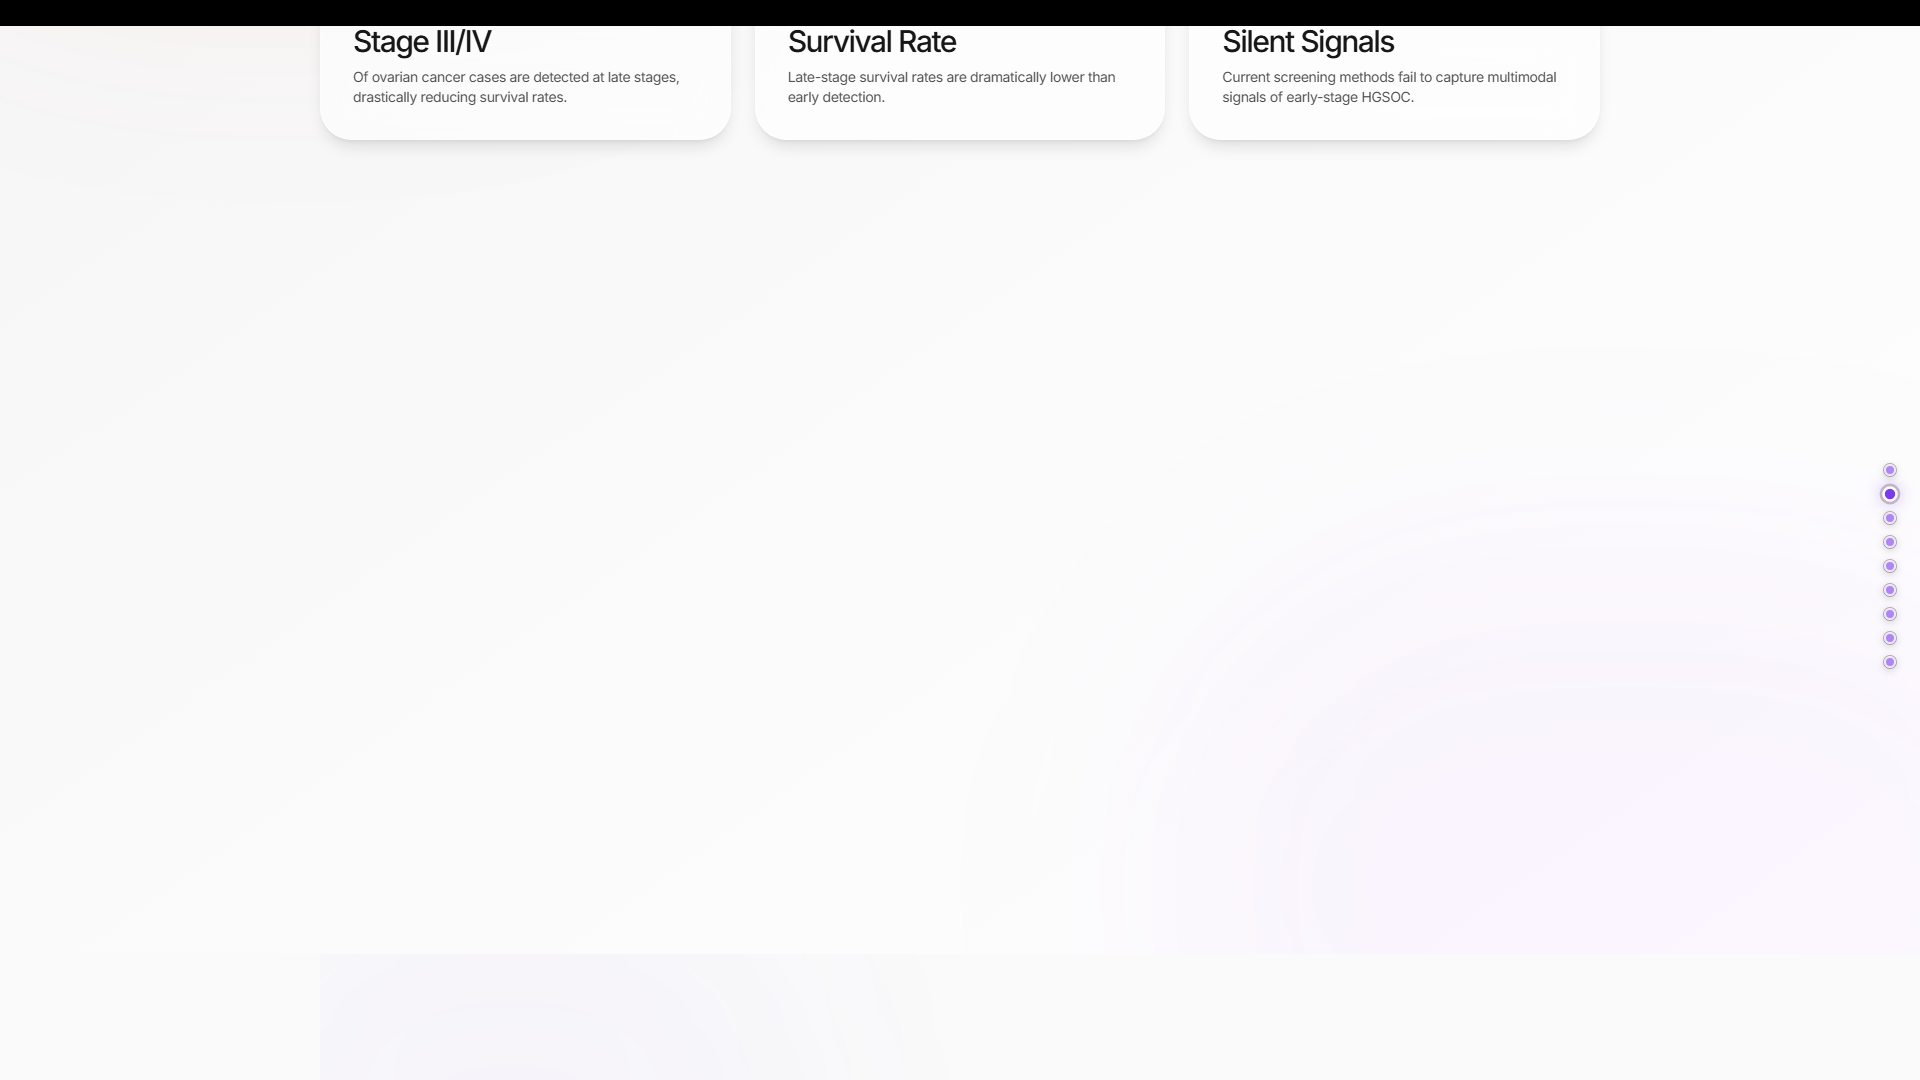 Stage III/IV
Of ovarian cancer cases are detected at late stages,
drastically reducing survival rates.
Survival Rate
Late-stage survival rates are dramatically lower than
early detection.
Silent Signals
Current screening methods fail to capture multimodal
signals of early-stage HGSOC.